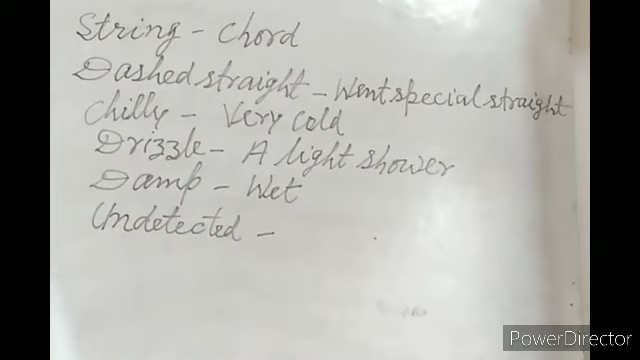 String - Chord
Dashed straight - Went special straight
Chilly - Very cold
Drizzle - A light shower
Damp - Wet
Undetected -
PowerDirector